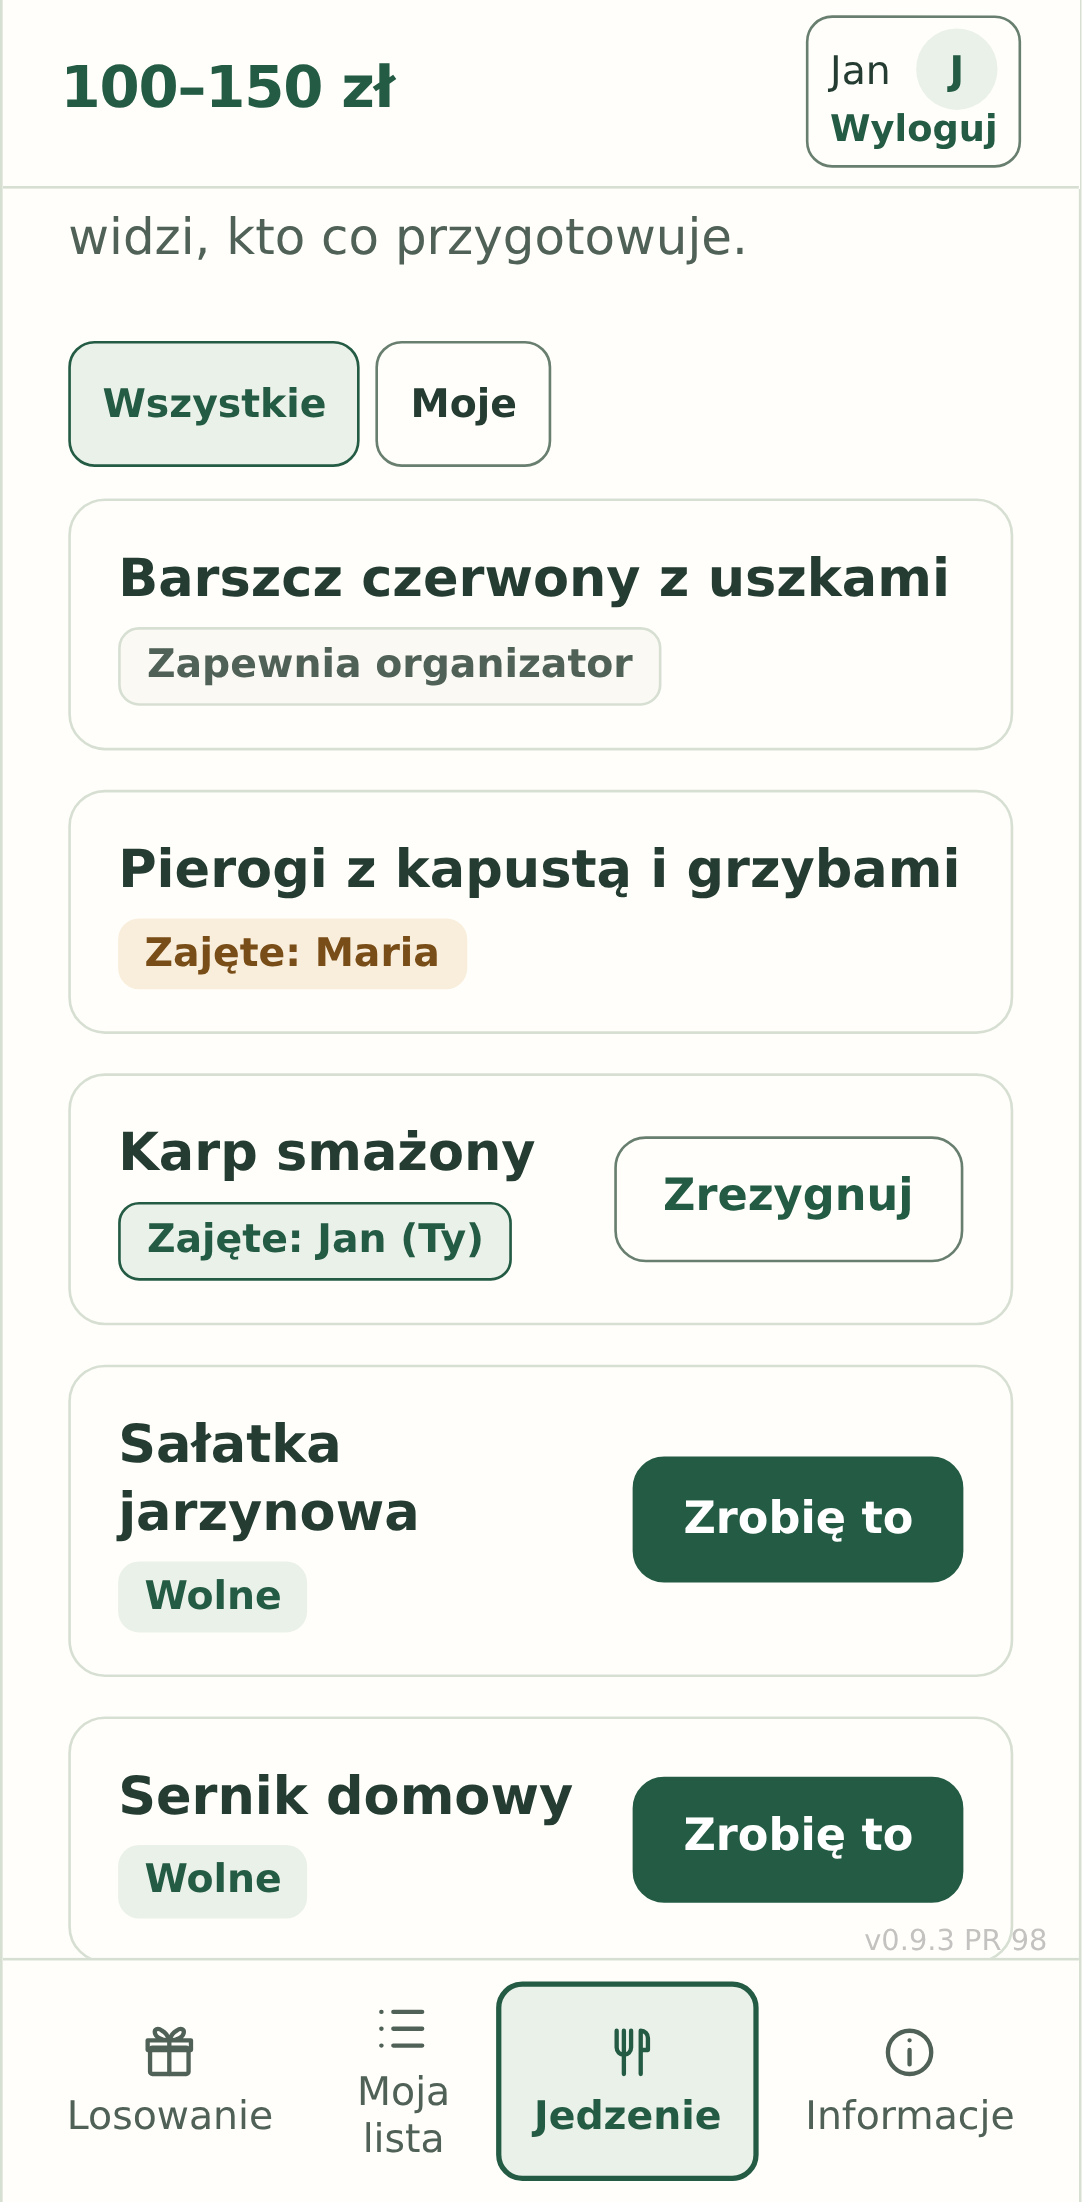 100–150 zł
Jan J
Wyloguj
widzi, kto co przygotowuje.
Wszystkie Moje
Barszcz czerwony z uszkami
Zapewnia organizator
Pierogi z kapustą i grzybami
Zajęte: Maria
Karp smażony
Zajęte: Jan (Ty)
Zrezygnuj
Sałatka
jarzynowa
Wolne
Zrobię to
Sernik domowy
Wolne
Zrobię to
v0.9.3 PR 98
Losowanie
Moja
lista
Jedzenie
Informacje